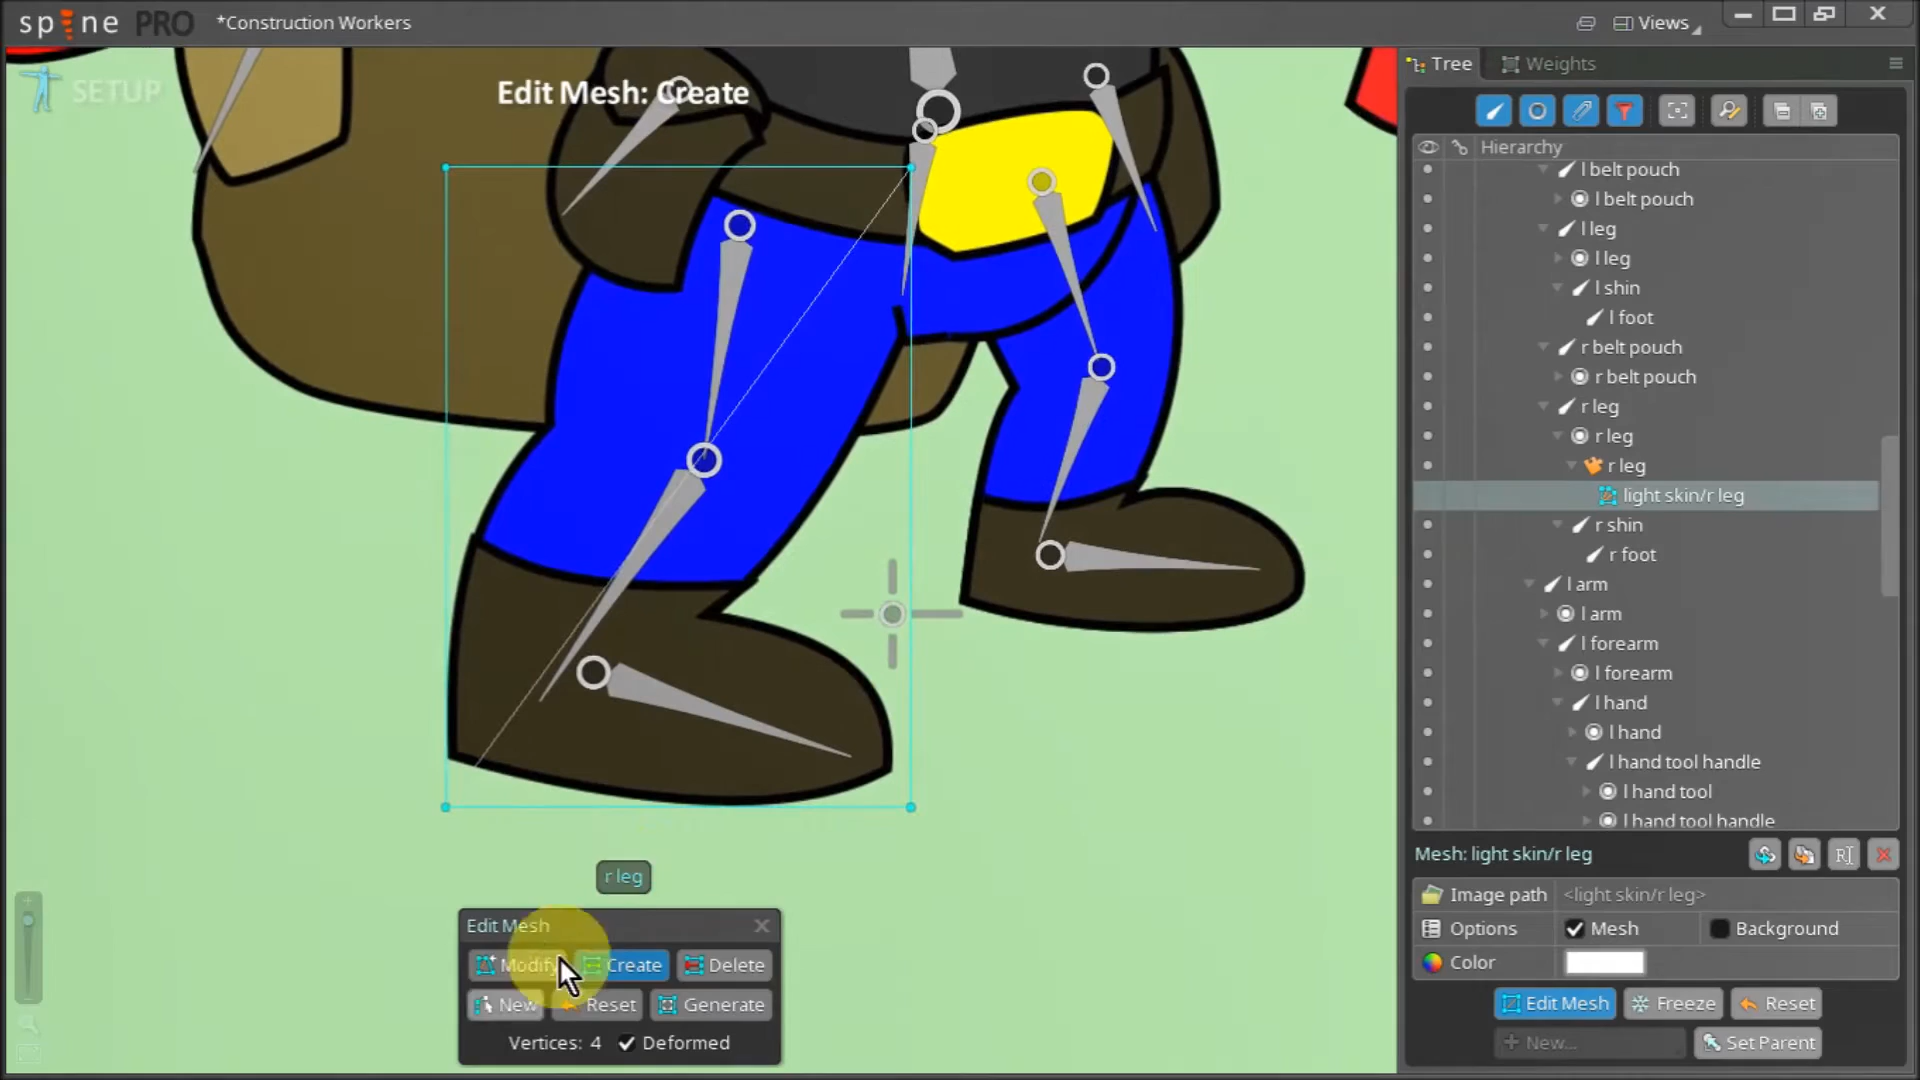 spine PRO *Construction Workers Views
SETUP
Edit Mesh: Create
Tree Weights
Hierarchy
l belt pouch
l belt pouch
l leg
l leg
l shin
l foot
r belt pouch
r belt pouch
r leg
r leg
r leg
light skin/r leg
r shin
r foot
l arm
l arm
l forearm
l forearm
l hand
l hand
l hand tool handle
l hand tool
l hand tool handle
Mesh: light skin/r leg
Image path <light skin/r leg>
Options Mesh Background
Color
Edit Mesh Freeze Reset
+ New... Set Parent
r leg
Edit Mesh
Modify Create Delete
New Reset Generate
Vertices: 4 Deformed